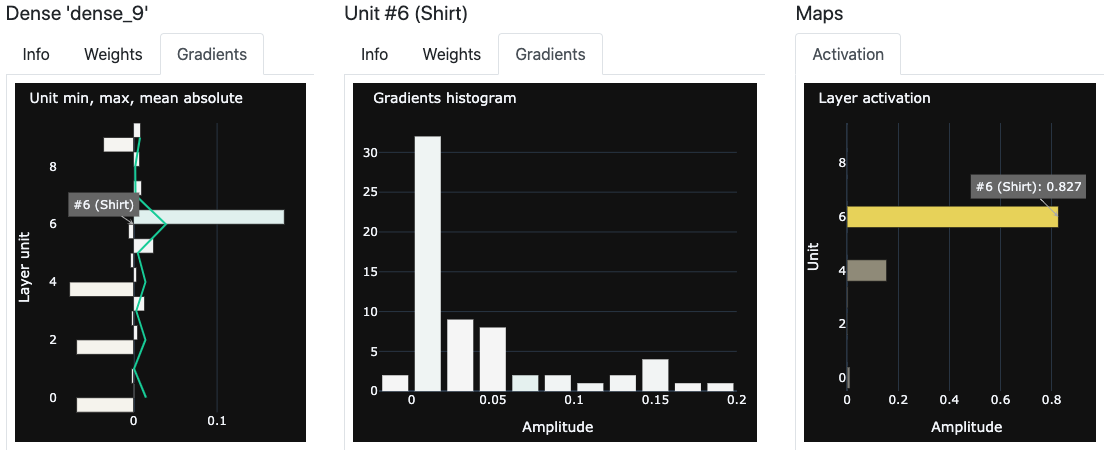 Dense 'dense_9'
Info Weights Gradients
Unit min, max, mean absolute
8
#6 (Shirt)
6
4
2
0
Layer unit
0 0.1
Unit #6 (Shirt)
Info Weights Gradients
Gradients histogram
30
25
20
15
10
5
0
0 0.05 0.1 0.15 0.2
Amplitude
Maps
Activation
Layer activation
8
#6 (Shirt): 0.827
6
4
2
0
Unit
0 0.2 0.4 0.6 0.8
Amplitude